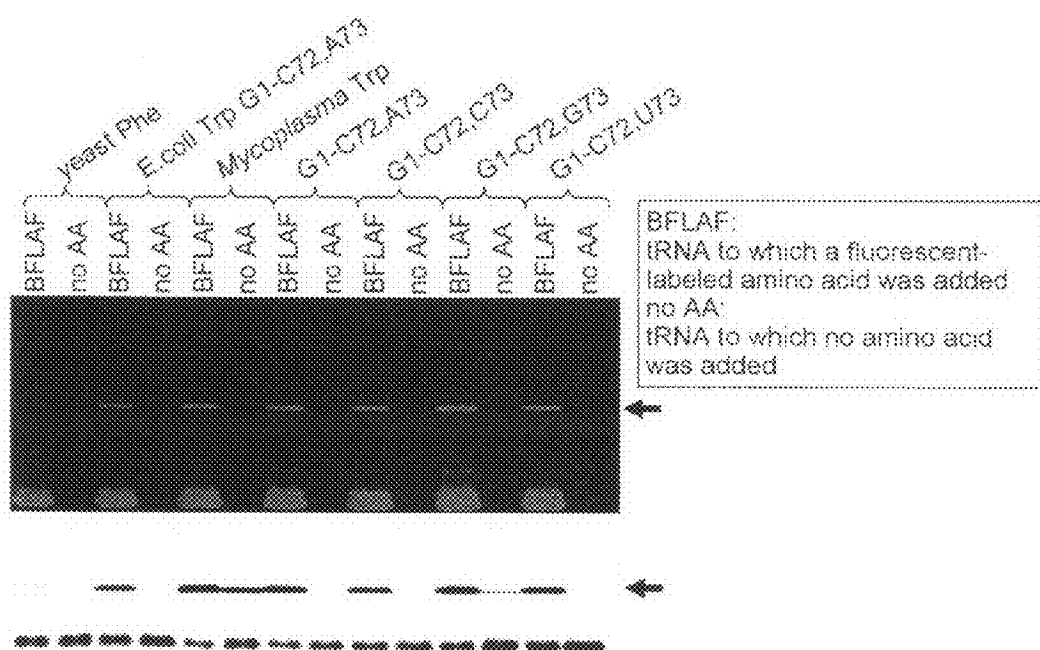 yeast Phe
E.coli Trp G1-C72,A73
Mycoplasma Trp
G1-C72,A73
G1-C72,C73
G1-C72,G73
G1-C72,U73
BFLAF
no AA
BFLAF
no AA
BFLAF
no AA
BFLAF
no AA
BFLAF
no AA
BFLAF
no AA
BFLAF
no AA
BFLAF:
tRNA to which a fluorescent-
labeled amino acid was added
no AA:
tRNA to which no amino acid
was added